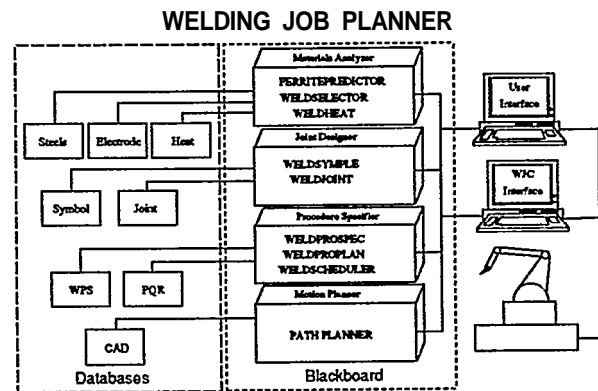 WELDING JOB PLANNER
Materials Analyzer
FERRITEPREDICTOR
WELDSELECTOR
WELDHEAT
Steels
Electrode
Heat
User
Interface
Joint Designer
WELDSYMPLE
WELDJOINT
Symbol
Joint
WJC
Interface
Procedure Specifier
WELDPROSPEC
WELDPROPLAN
WELDSCHEDULER
WPS
PQR
Motion Planner
PATH PLANNER
CAD
Databases
Blackboard